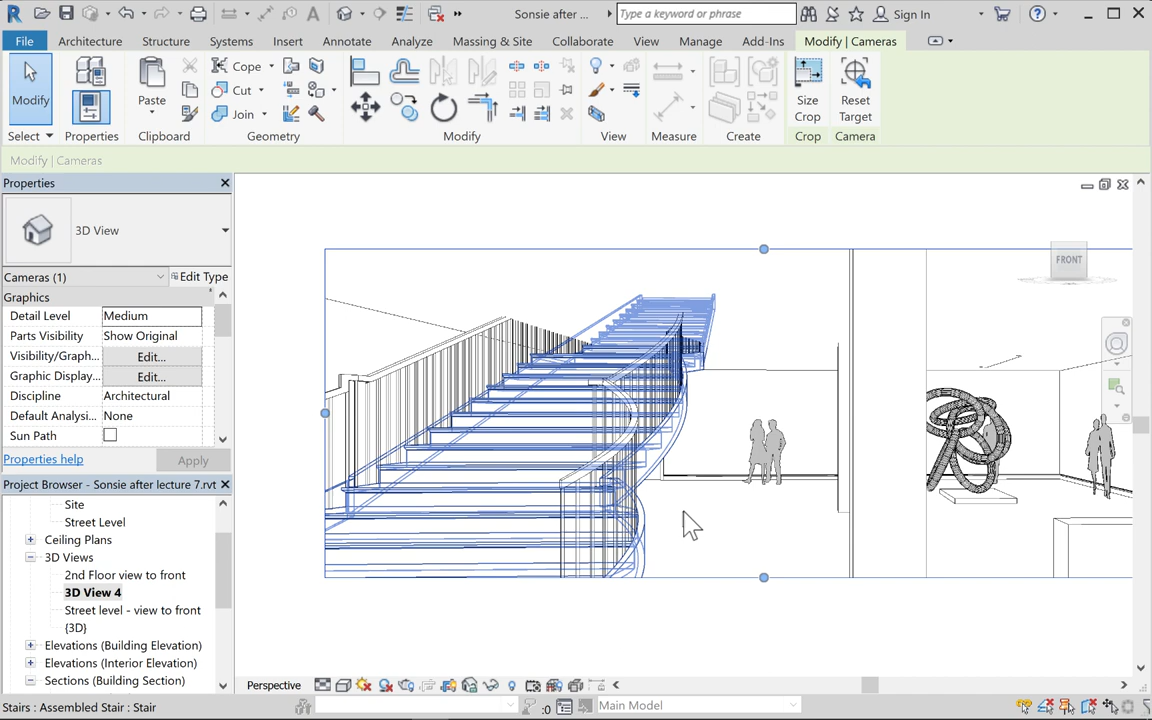 Sonsie after ...
Type a keyword or phrase
Sign In
File
Architecture
Structure
Systems
Insert
Annotate
Analyze
Massing & Site
Collaborate
View
Manage
Add-Ins
Modify | Cameras
Modify
Paste
Cope
Cut
Join
Size
Crop
Reset
Target
Select
Properties
Clipboard
Geometry
Modify
View
Measure
Create
Crop
Camera
Modify | Cameras
Properties
3D View
Cameras (1)
Edit Type
Graphics
Detail Level Medium
Parts Visibility Show Original
Visibility/Graph... Edit...
Graphic Display... Edit...
Discipline Architectural
Default Analysi... None
Sun Path
Properties help
Apply
Project Browser - Sonsie after lecture 7.rvt
Site
Street Level
Ceiling Plans
3D Views
2nd Floor view to front
3D View 4
Street level - view to front
{3D}
Elevations (Building Elevation)
Elevations (Interior Elevation)
Sections (Building Section)
FRONT
Perspective
Stairs : Assembled Stair : Stair
:0
Main Model